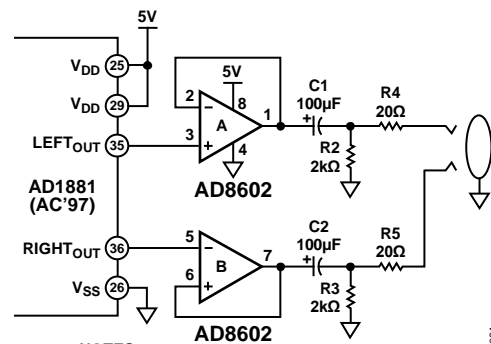 5V
VDD 25
VDD 29
LEFTOUT 35
AD1881
(AC'97)
RIGHTOUT 36
VSS 26
5V
2
−
8
A
1
3
+
4
AD8602
C1
100µF
+
R4
20Ω
R2
2kΩ
5
−
B
7
6
+
AD8602
C2
100µF
+
R5
20Ω
R3
2kΩ